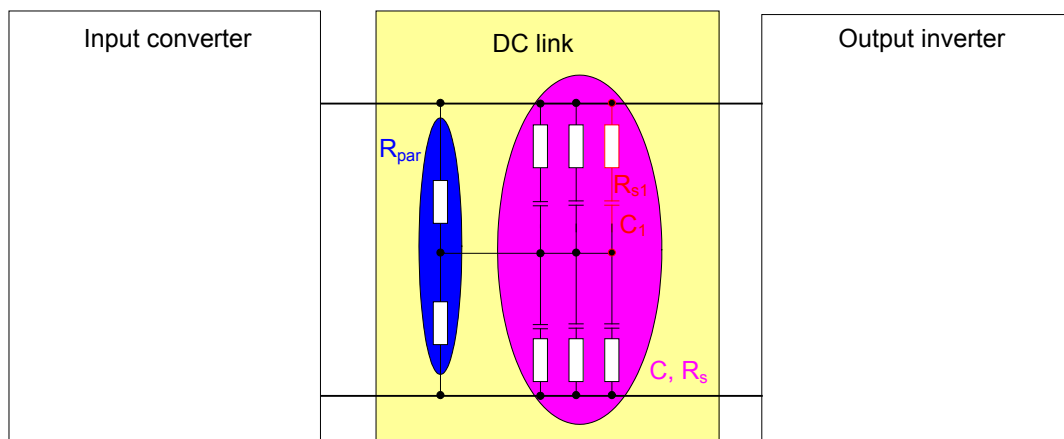 Input converter
DC link
Output inverter
Rpar
Rs1
C1
C, Rs